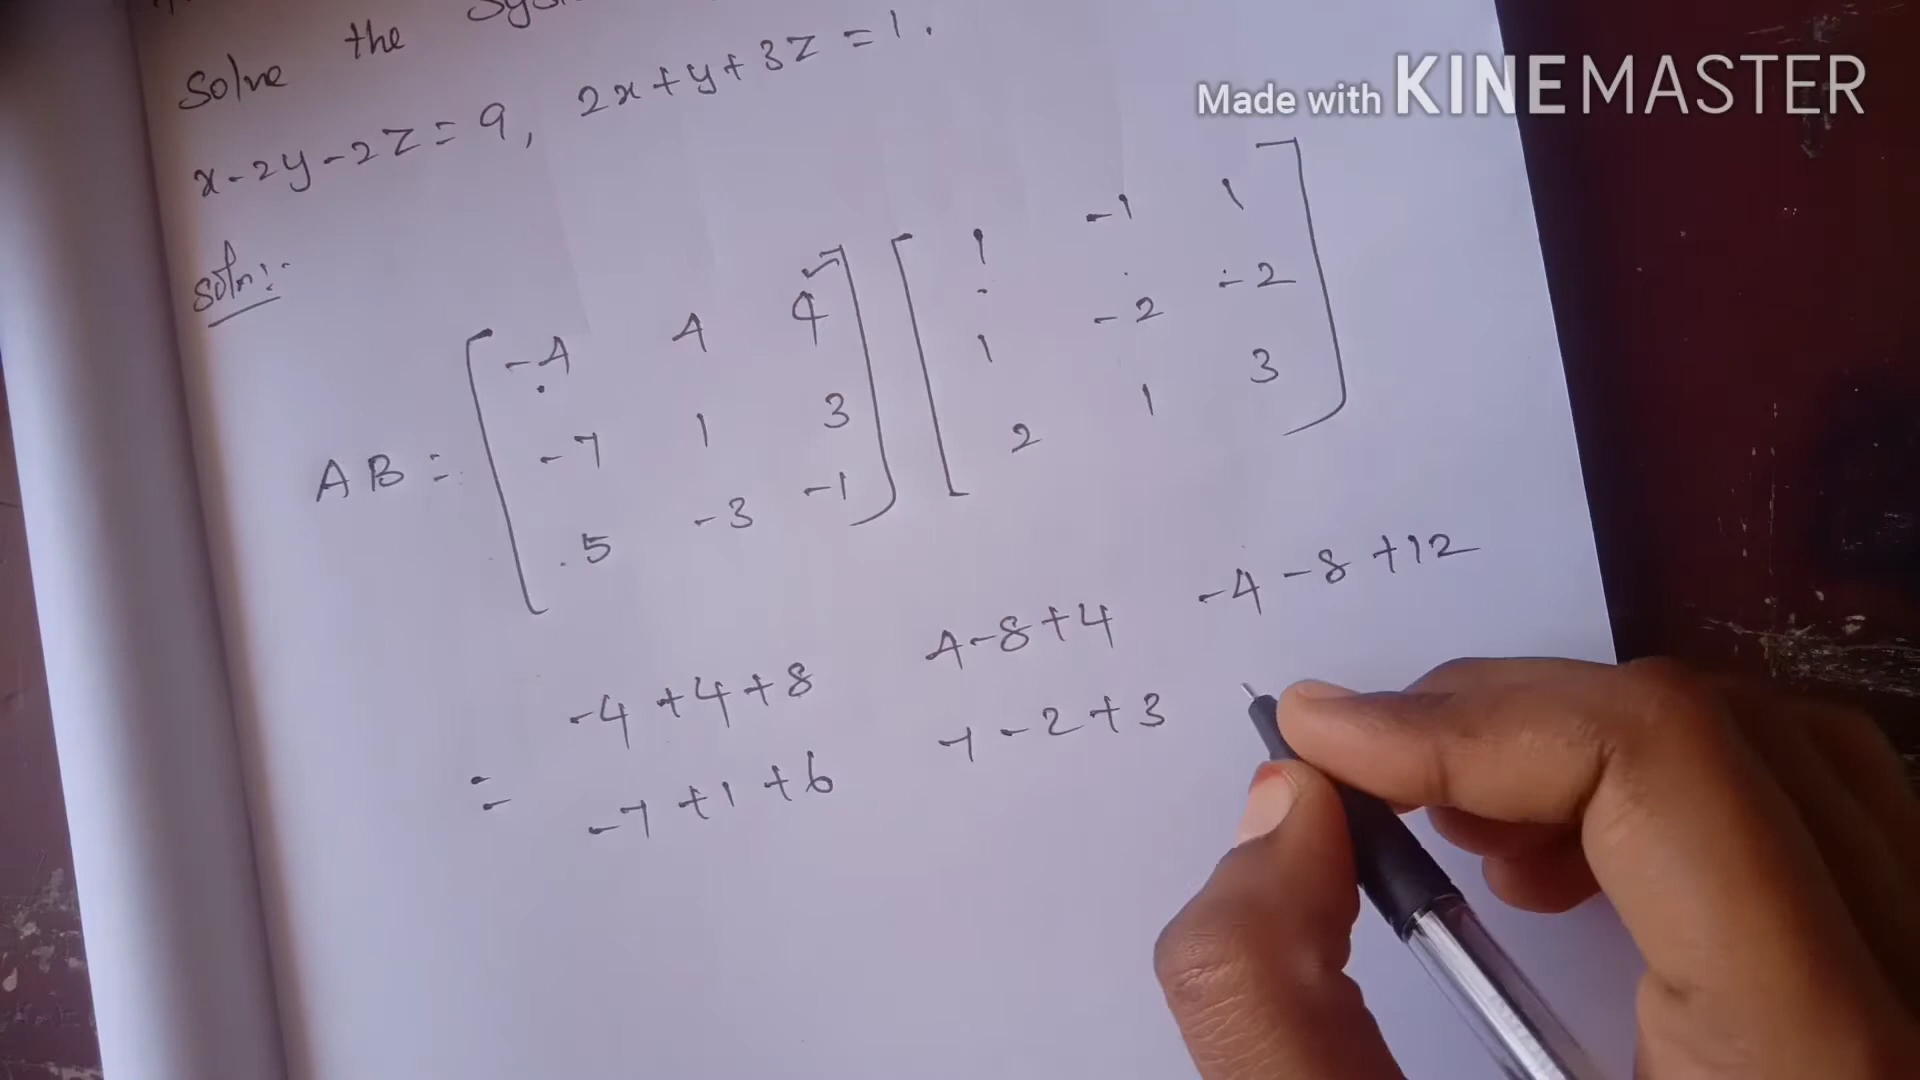 Solve the
x-2y-2z=9, 2x+y+3z=1.
Soln:-
AB= [-4 4 4] [1 -1 1]
-7 1 3 1 -2 -2
5 -3 -1 2 1 3
= -4+4+8 4-8+4 -4-8+12
-7+1+6 7-2+3
Made with KINEMASTER